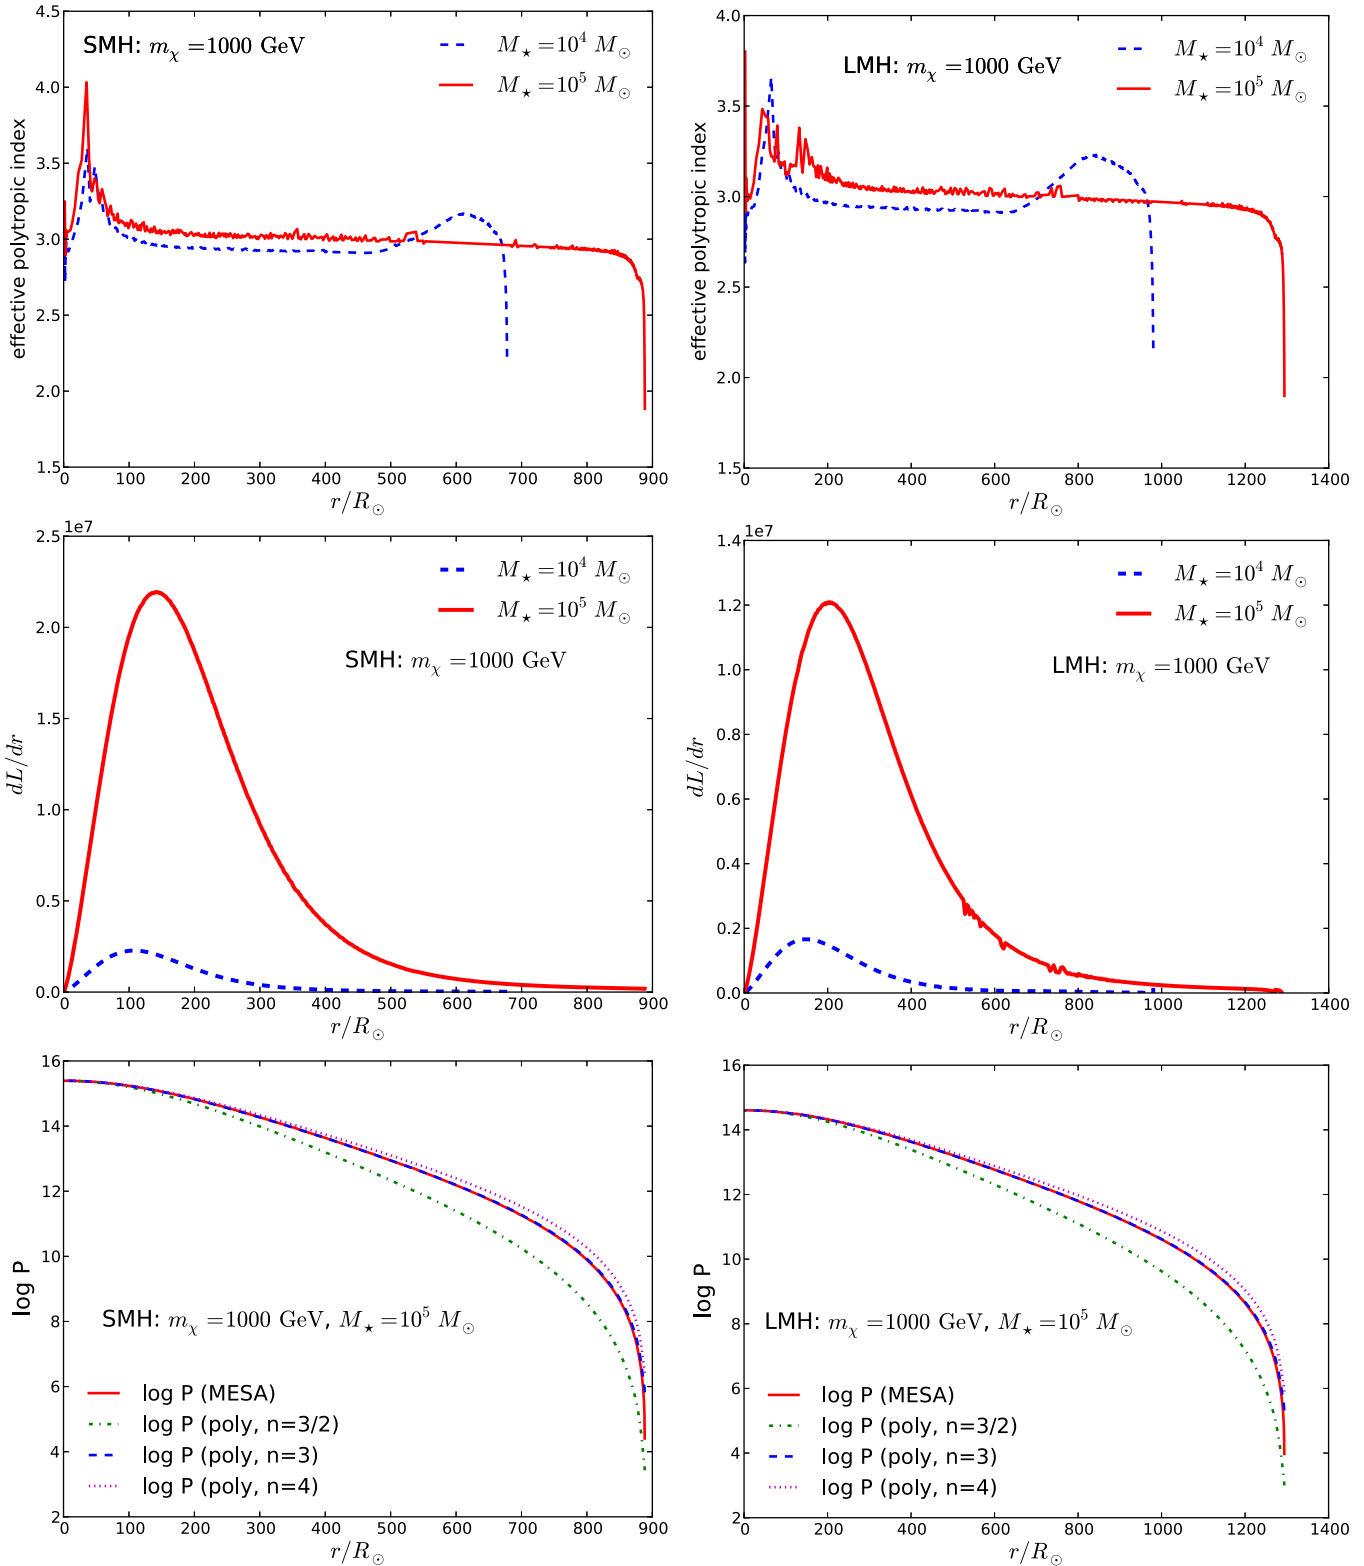 SMH: m_χ = 1000 GeV
M_⋆ = 10^4 M_⊙
M_⋆ = 10^5 M_⊙
effective polytropic index
4.5
4.0
3.5
3.0
2.5
2.0
1.5
0 100 200 300 400 500 600 700 800 900
r/R_⊙
LMH: m_χ = 1000 GeV
M_⋆ = 10^4 M_⊙
M_⋆ = 10^5 M_⊙
effective polytropic index
4.0
3.5
3.0
2.5
2.0
1.5
0 200 400 600 800 1000 1200 1400
r/R_⊙
1e7
M_⋆ = 10^4 M_⊙
M_⋆ = 10^5 M_⊙
SMH: m_χ = 1000 GeV
dL/dr
2.5
2.0
1.5
1.0
0.5
0.0
0 100 200 300 400 500 600 700 800 900
r/R_⊙
1e7
M_⋆ = 10^4 M_⊙
M_⋆ = 10^5 M_⊙
LMH: m_χ = 1000 GeV
dL/dr
1.4
1.2
1.0
0.8
0.6
0.4
0.2
0.0
0 200 400 600 800 1000 1200 1400
r/R_⊙
log P
16
14
12
10
8
6
4
2
SMH: m_χ = 1000 GeV, M_⋆ = 10^5 M_⊙
log P (MESA)
log P (poly, n=3/2)
log P (poly, n=3)
log P (poly, n=4)
0 100 200 300 400 500 600 700 800 900
r/R_⊙
log P
16
14
12
10
8
6
4
2
LMH: m_χ = 1000 GeV, M_⋆ = 10^5 M_⊙
log P (MESA)
log P (poly, n=3/2)
log P (poly, n=3)
log P (poly, n=4)
0 200 400 600 800 1000 1200 1400
r/R_⊙